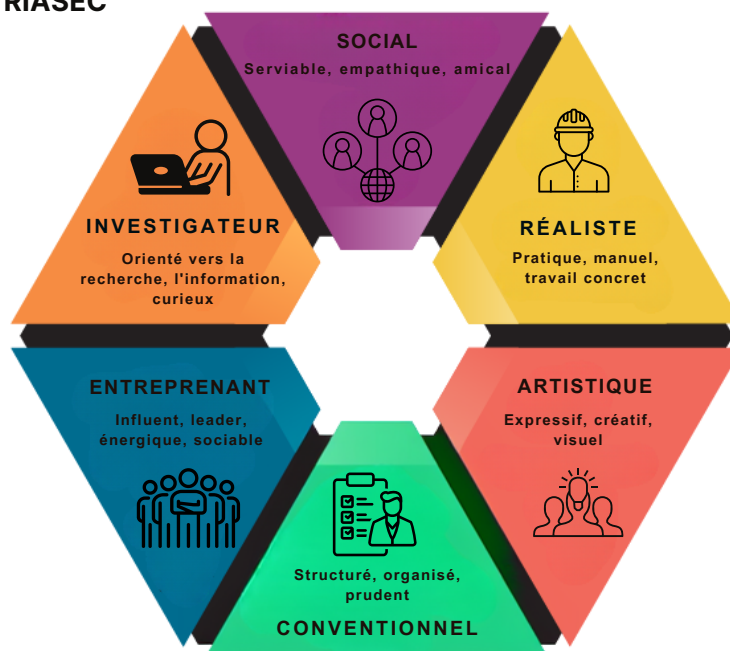 RIASEC
SOCIAL
Serviable, empathique, amical
INVESTIGATEUR
Orienté vers la
recherche, l'information,
curieux
RÉALISTE
Pratique, manuel,
travail concret
ENTREPRENANT
Influent, leader,
énergique, sociable
ARTISTIQUE
Expressif, créatif,
visuel
Structuré, organisé,
prudent
CONVENTIONNEL